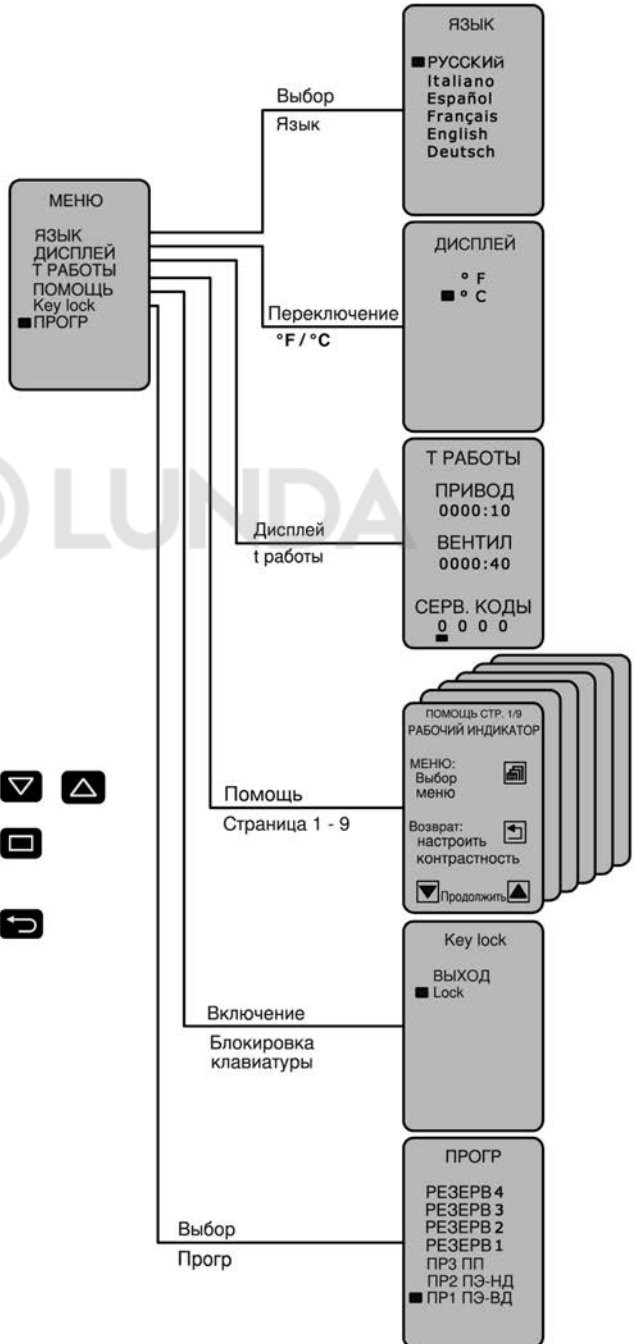 МЕНЮ
ЯЗЫК
ДИСПЛЕЙ
Т РАБОТЫ
ПОМОЩЬ
Key lock
ПРОГР
Выбор
Язык
ЯЗЫК
РУССКИй
Italiano
Español
Français
English
Deutsch
Переключение
°F / °C
ДИСПЛЕЙ
° F
° C
LUNDA
Дисплей
t работы
Т РАБОТЫ
ПРИВОД
0000:10
ВЕНТИЛ
0000:40
СЕРВ. КОДЫ
0 0 0 0
Помощь
Страница 1 - 9
ПОМОЩЬ СТР. 1/9
РАБОЧИЙ ИНДИКАТОР
МЕНЮ:
Выбор
меню
Возврат:
настроить
контрастность
Продолжить
Включение
Блокировка
клавиатуры
Key lock
ВЫХОД
Lock
Выбор
Прогр
ПРОГР
РЕЗЕРВ 4
РЕЗЕРВ 3
РЕЗЕРВ 2
РЕЗЕРВ 1
ПР3 ПП
ПР2 ПЭ-НД
ПР1 ПЭ-ВД